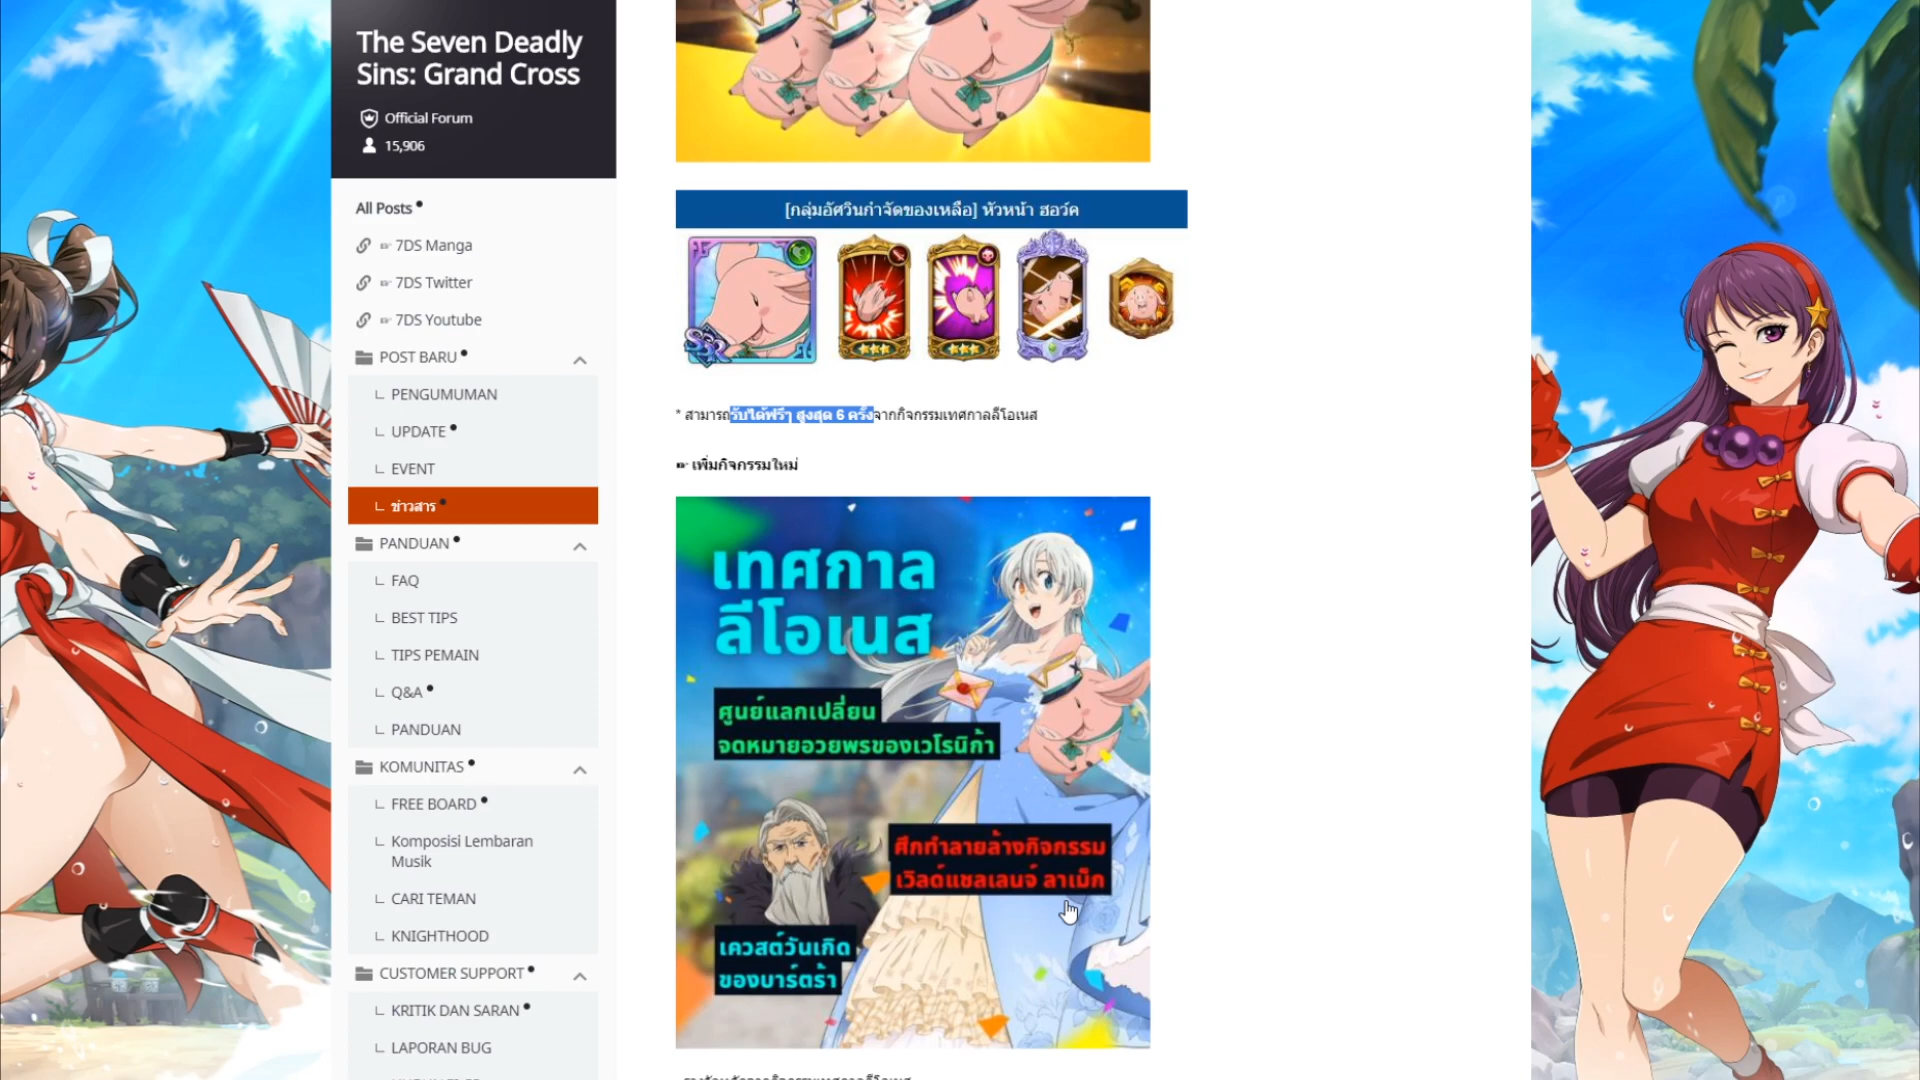 The Seven Deadly
Sins: Grand Cross
Official Forum
15,906
All Posts
7DS Manga
7DS Twitter
7DS Youtube
POST BARU
PENGUMUMAN
UPDATE
EVENT
ข่าวสาร
PANDUAN
FAQ
BEST TIPS
TIPS PEMAIN
Q&A
PANDUAN
KOMUNITAS
FREE BOARD
Komposisi Lembaran
Musik
CARI TEMAN
KNIGHTHOOD
CUSTOMER SUPPORT
KRITIK DAN SARAN
LAPORAN BUG
[กลุ่มอัศวินกำจัดของเหลือ] หัวหน้า ฮอว์ค
SSR
* สามารถรับได้ฟรีๆ สูงสุด 6 ครั้งจากกิจกรรมเทศกาลลีโอเนส
เพิ่มกิจกรรมใหม่
เทศกาล
ลีโอเนส
ศูนย์แลกเปลี่ยน
จดหมายอวยพรของเวโรนิก้า
ศึกทำลายล้างกิจกรรม
เวิลด์แชลเลนจ์ ลาเม็ก
เควสต์วันเกิด
ของบาร์ตร้า